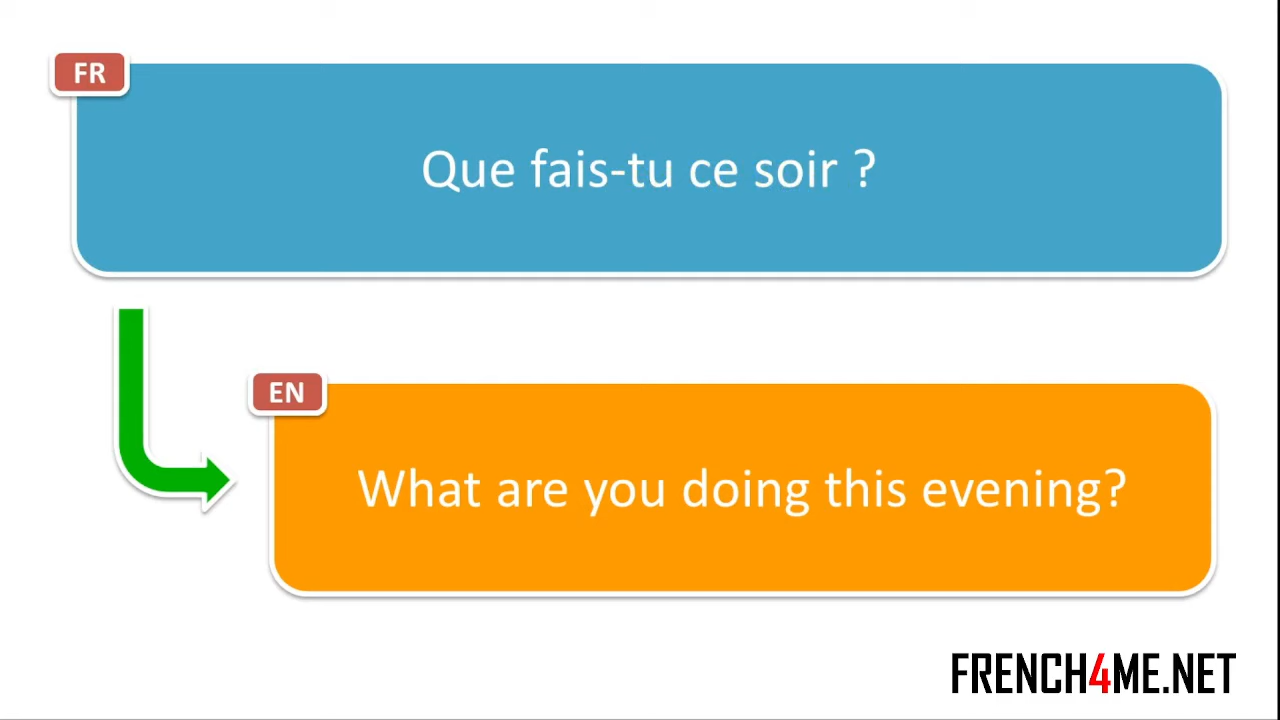 FR
Que fais-tu ce soir ?
EN
What are you doing this evening?
FRENCH4ME.NET